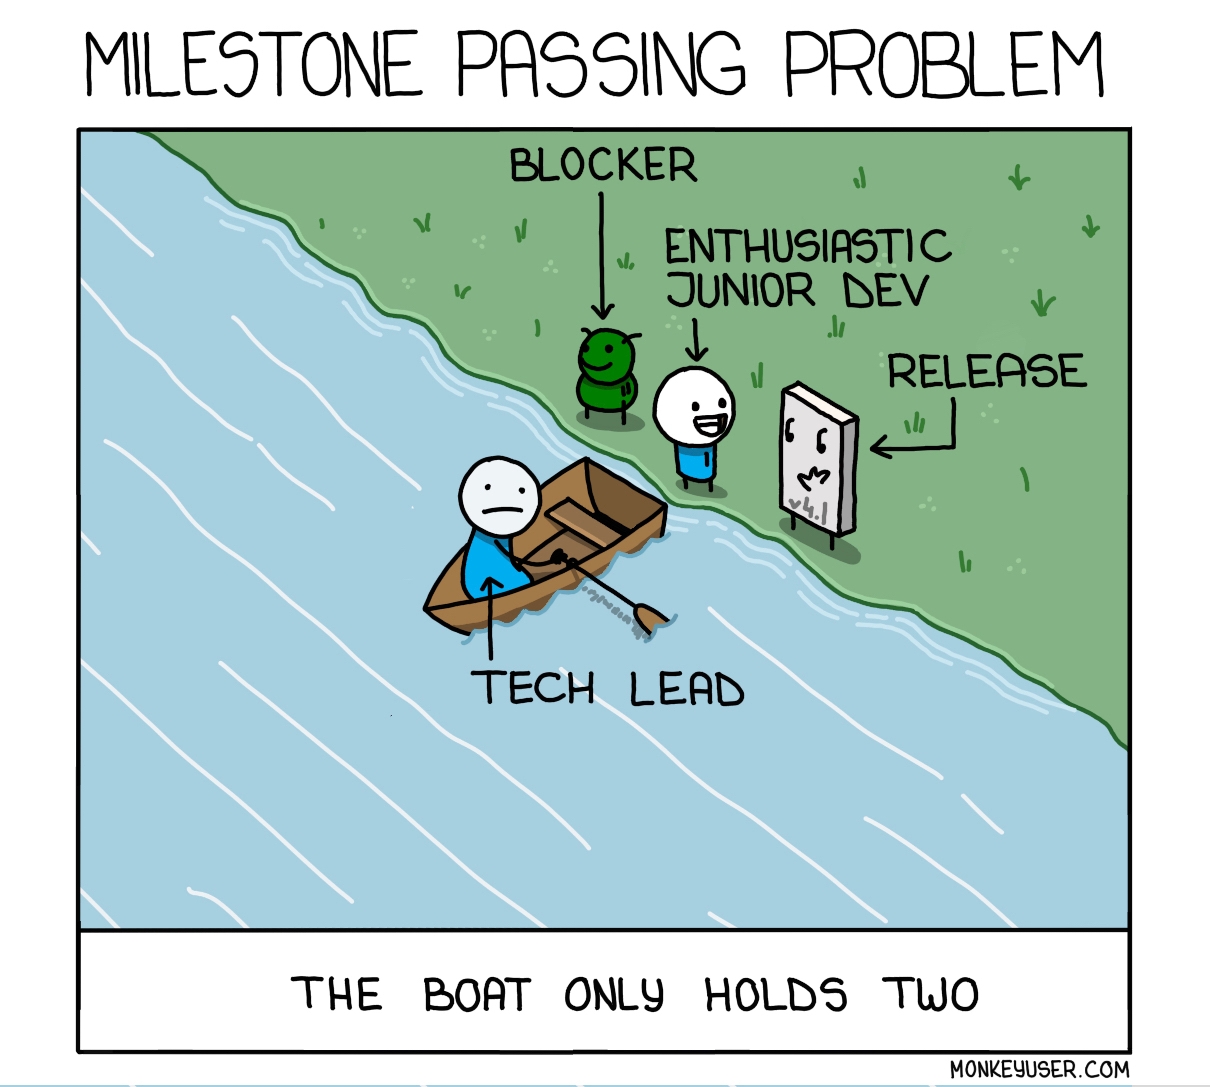 MILESTONE PASSING PROBLEM
BLOCKER
ENTHUSIASTIC
JUNIOR DEV
RELEASE
v4.1
TECH LEAD
THE BOAT ONLY HOLDS TWO
MONKEYUSER.COM